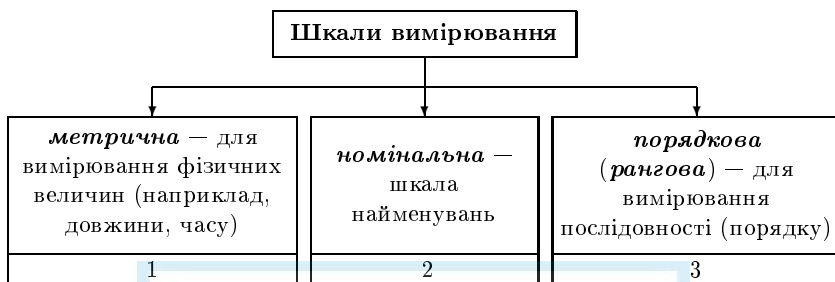 Шкали вимірювання
метрична — для
вимірювання фізичних
величин (наприклад,
довжини, часу)
номінальна —
шкала
найменувань
порядкова
(рангова) — для
вимірювання
послідовності (порядку)
1
2
3